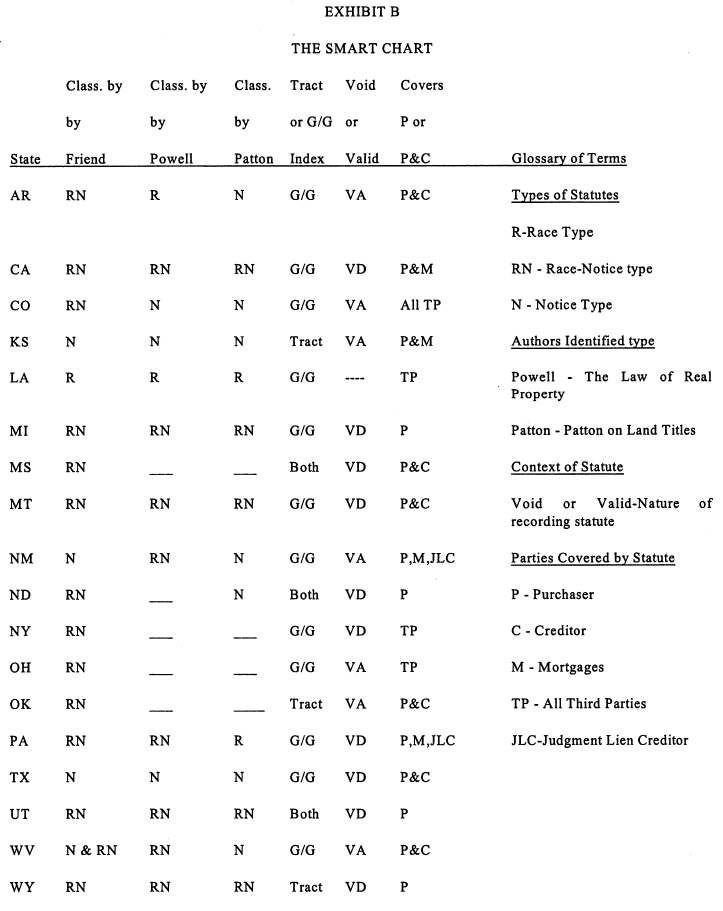 EXHIBIT B
THE SMART CHART
Class. by Class. by Class. Tract Void Covers
by by by or G/G or P or
State Friend Powell Patton Index Valid P&C Glossary of Terms
AR RN R N G/G VA P&C Types of Statutes
R-Race Type
CA RN RN RN G/G VD P&M RN - Race-Notice type
CO RN N N G/G VA All TP N - Notice Type
KS N N N Tract VA P&M Authors Identified type
LA R R R G/G ---- TP Powell - The Law of Real
Property
MI RN RN RN G/G VD P Patton - Patton on Land Titles
MS RN ___ ___ Both VD P&C Context of Statute
MT RN RN RN G/G VD P&C Void or Valid-Nature of
recording statute
NM N RN N G/G VA P,M,JLC Parties Covered by Statute
ND RN ___ N Both VD P P - Purchaser
NY RN ___ ___ G/G VD TP C - Creditor
OH RN ___ ___ G/G VA TP M - Mortgages
OK RN ___ ____ Tract VA P&C TP - All Third Parties
PA RN RN R G/G VD P,M,JLC JLC-Judgment Lien Creditor
TX N N N G/G VD P&C
UT RN RN RN Both VD P
WV N & RN RN N G/G VA P&C
WY RN RN RN Tract VD P